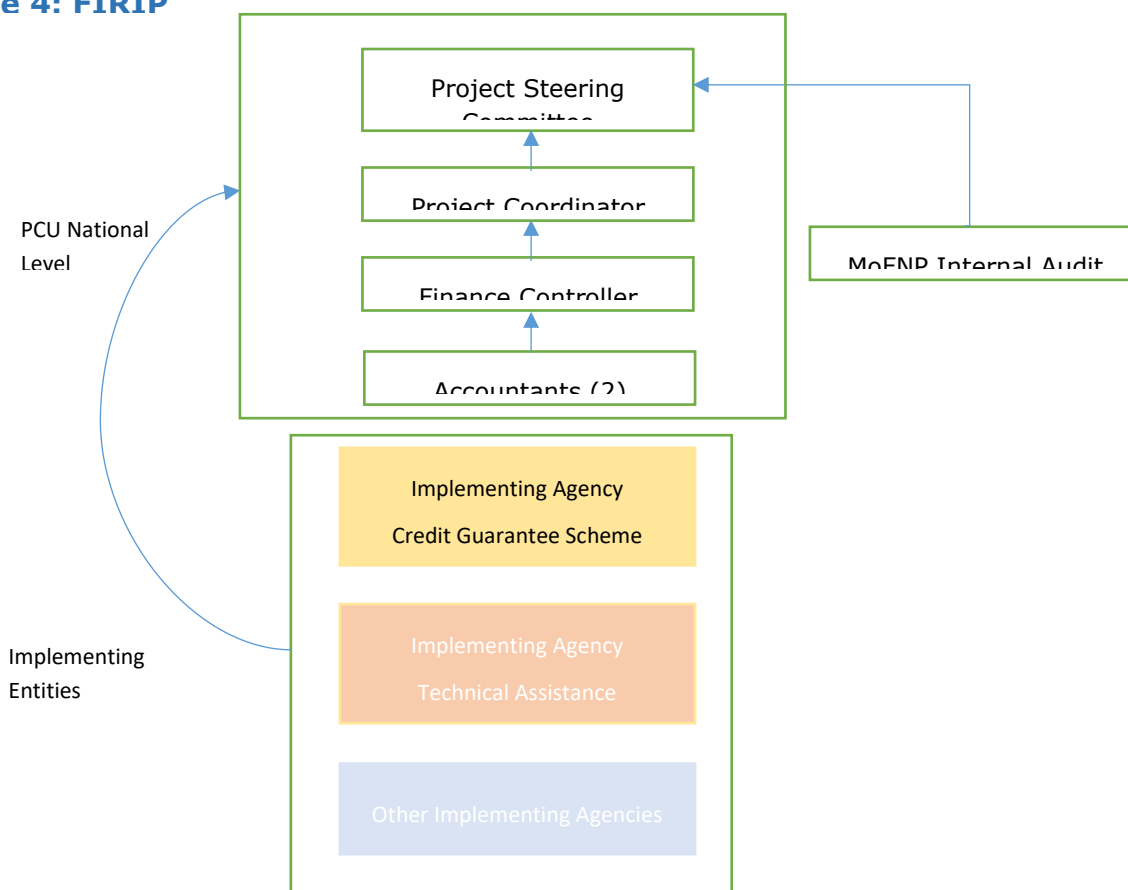 e 4: FIRIP
Project Steering
Committee
Project Coordinator
PCU National
Level
MoFNP Internal Audit
Finance Controller
Accountants (2)
Implementing Agency
Credit Guarantee Scheme
Implementing Agency
Technical Assistance
Implementing
Entities
Other Implementing Agencies